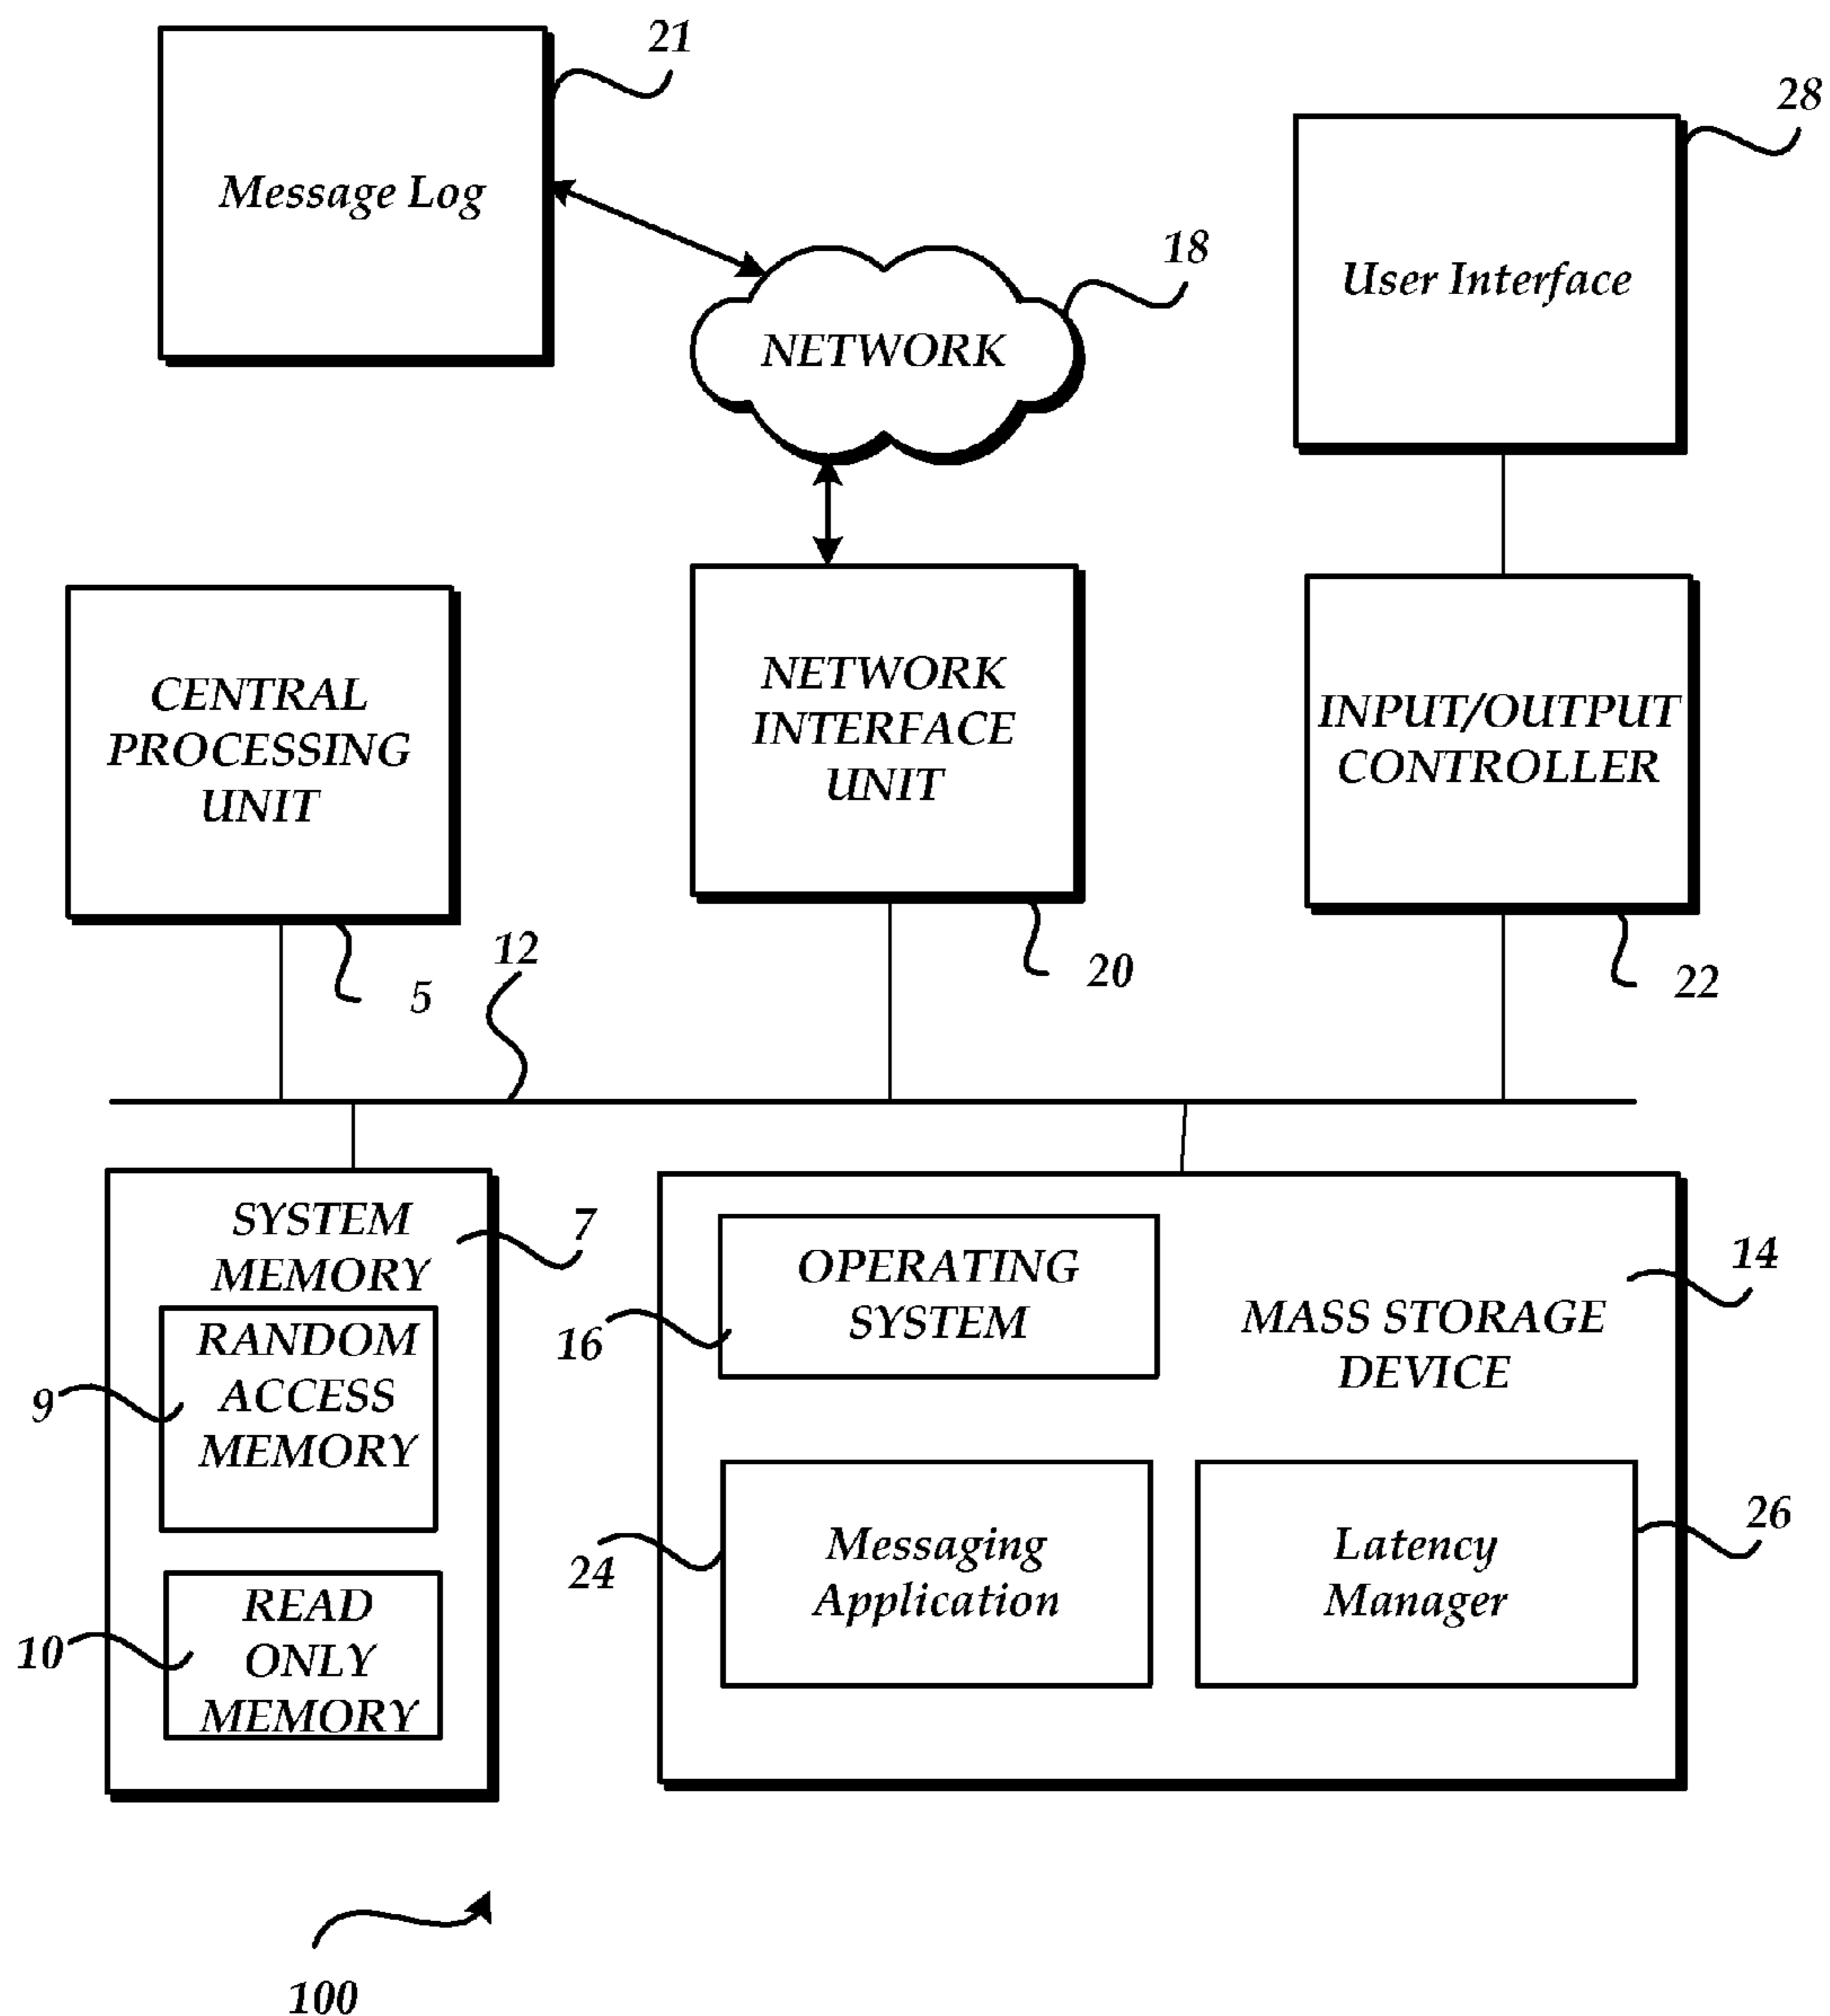 21
Message Log
28
User Interface
18
NETWORK
CENTRAL
PROCESSING
UNIT
5
NETWORK
INTERFACE
UNIT
20
INPUT/OUTPUT
CONTROLLER
22
12
SYSTEM
MEMORY
7
RANDOM
ACCESS
MEMORY
9
READ
ONLY
MEMORY
10
OPERATING
SYSTEM
16
MASS STORAGE
DEVICE
14
Messaging
Application
24
Latency
Manager
26
100